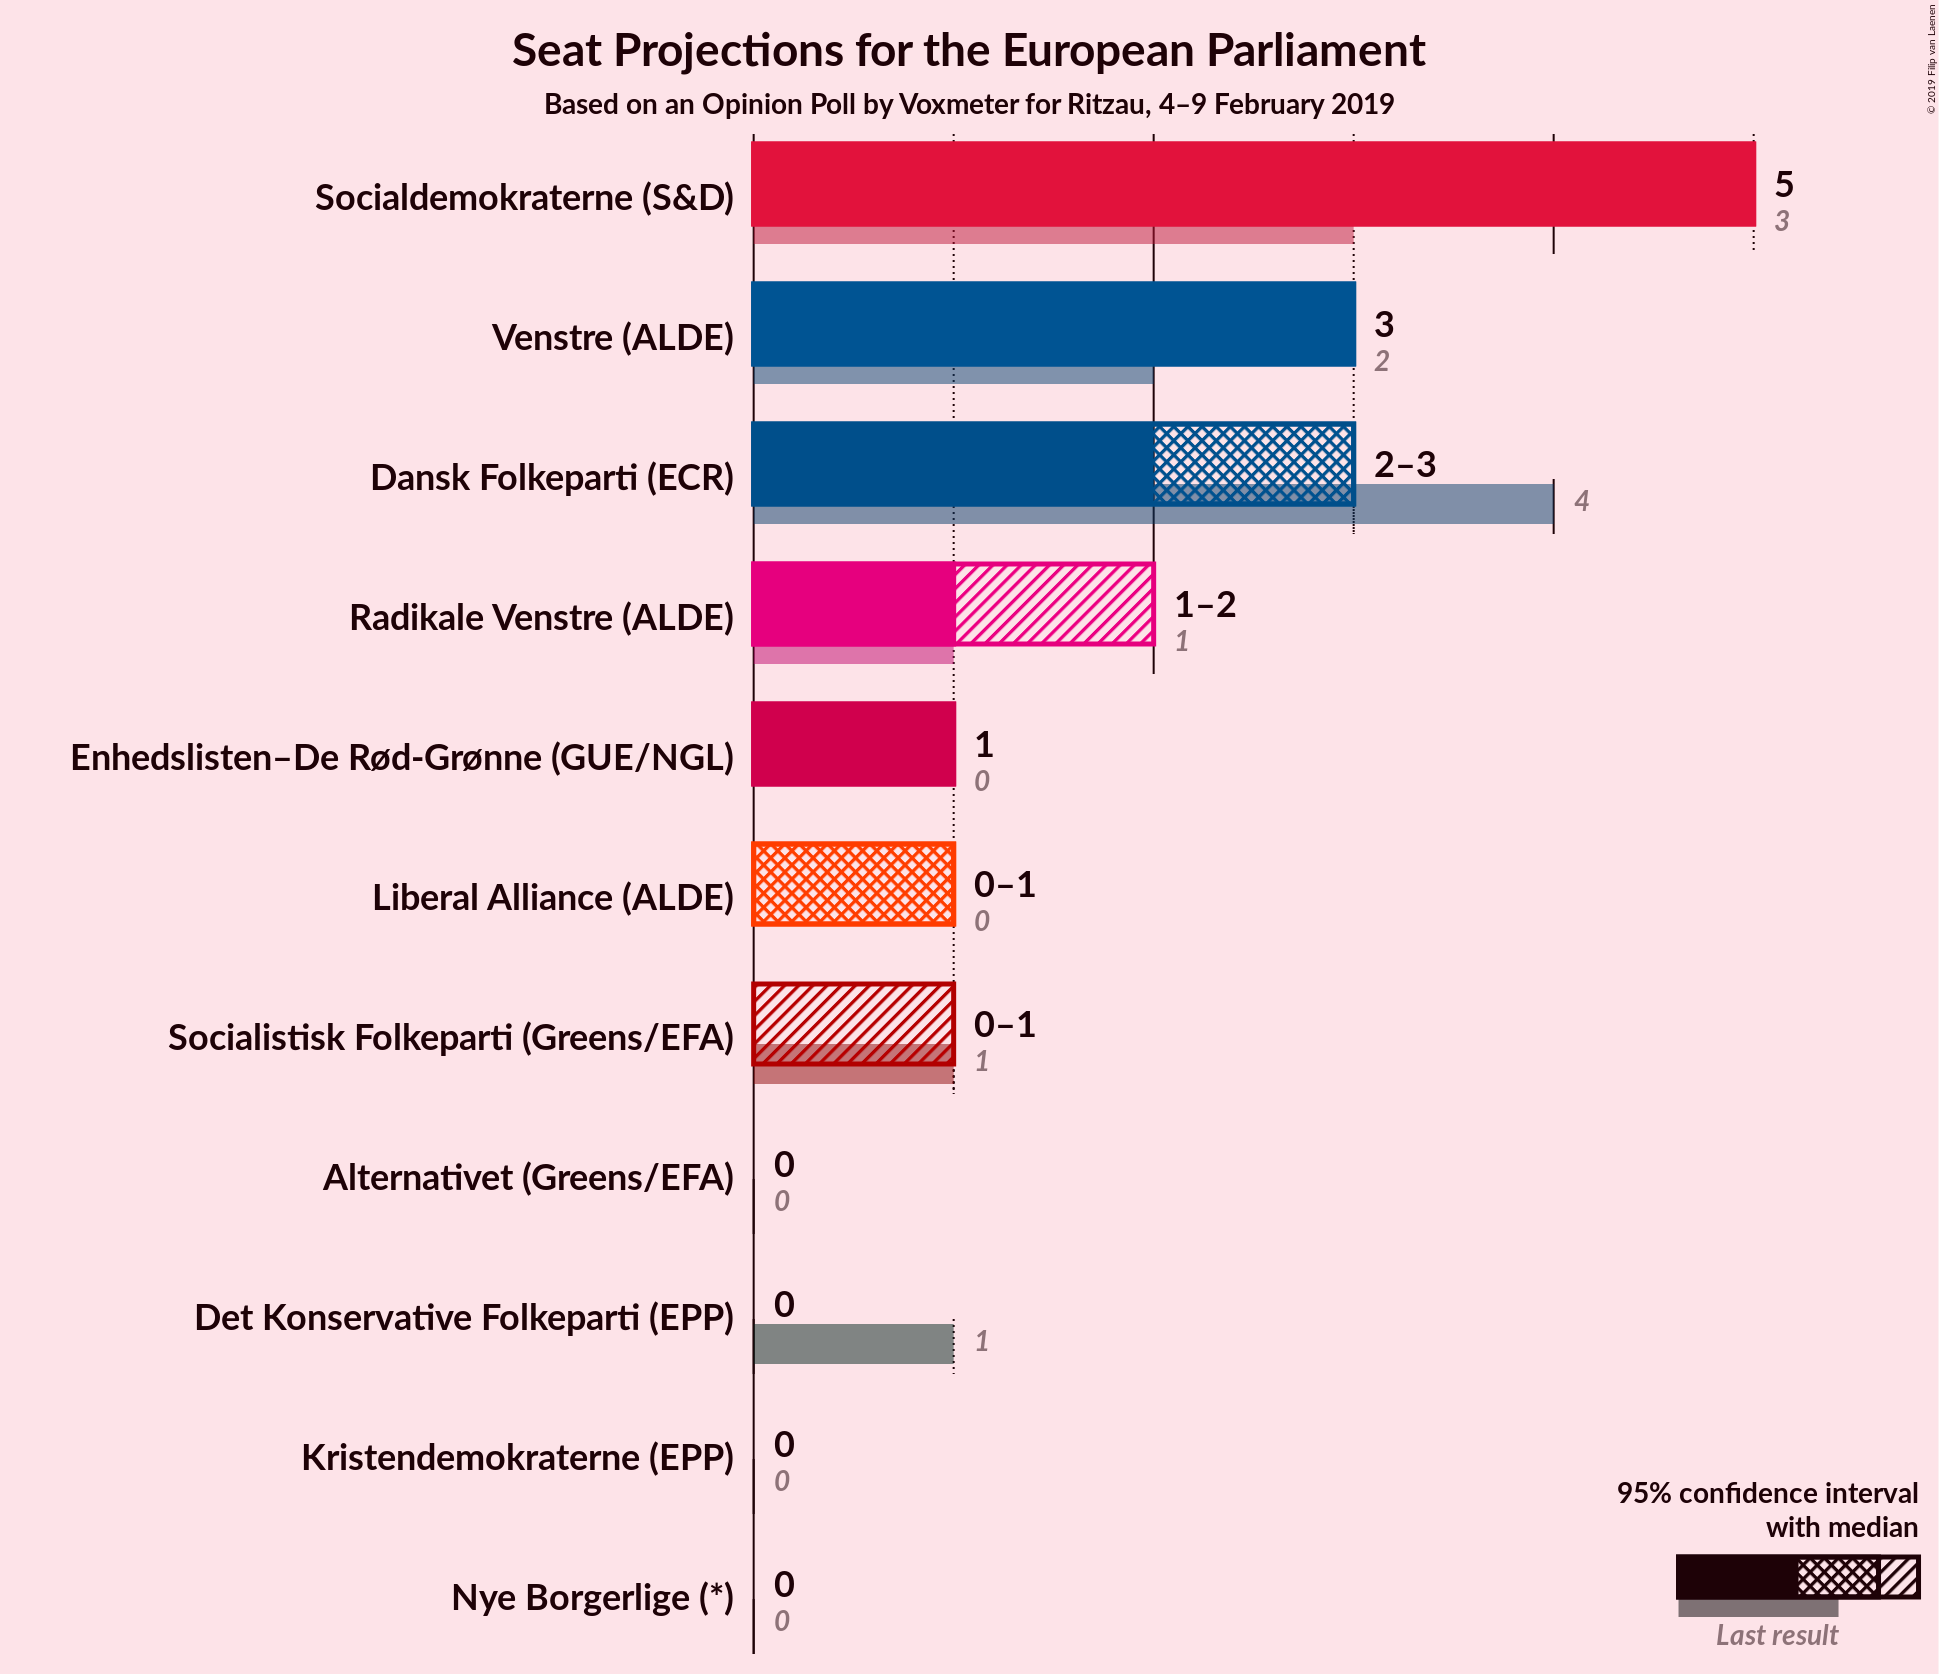 Seat Projections for the European Parliament
Based on an Opinion Poll by Voxmeter for Ritzau, 4–9 February 2019
© 2019 Filip van Laenen
Socialdemokraterne (S&D)
5
3
Venstre (ALDE)
3
2
Dansk Folkeparti (ECR)
2–3
4
Radikale Venstre (ALDE)
1–2
1
Enhedslisten–De Rød-Grønne (GUE/NGL)
1
0
Liberal Alliance (ALDE)
0–1
0
Socialistisk Folkeparti (Greens/EFA)
0–1
1
Alternativet (Greens/EFA)
0
0
Det Konservative Folkeparti (EPP)
0
1
Kristendemokraterne (EPP)
0
0
Nye Borgerlige (*)
0
0
95% confidence interval
with median
Last result